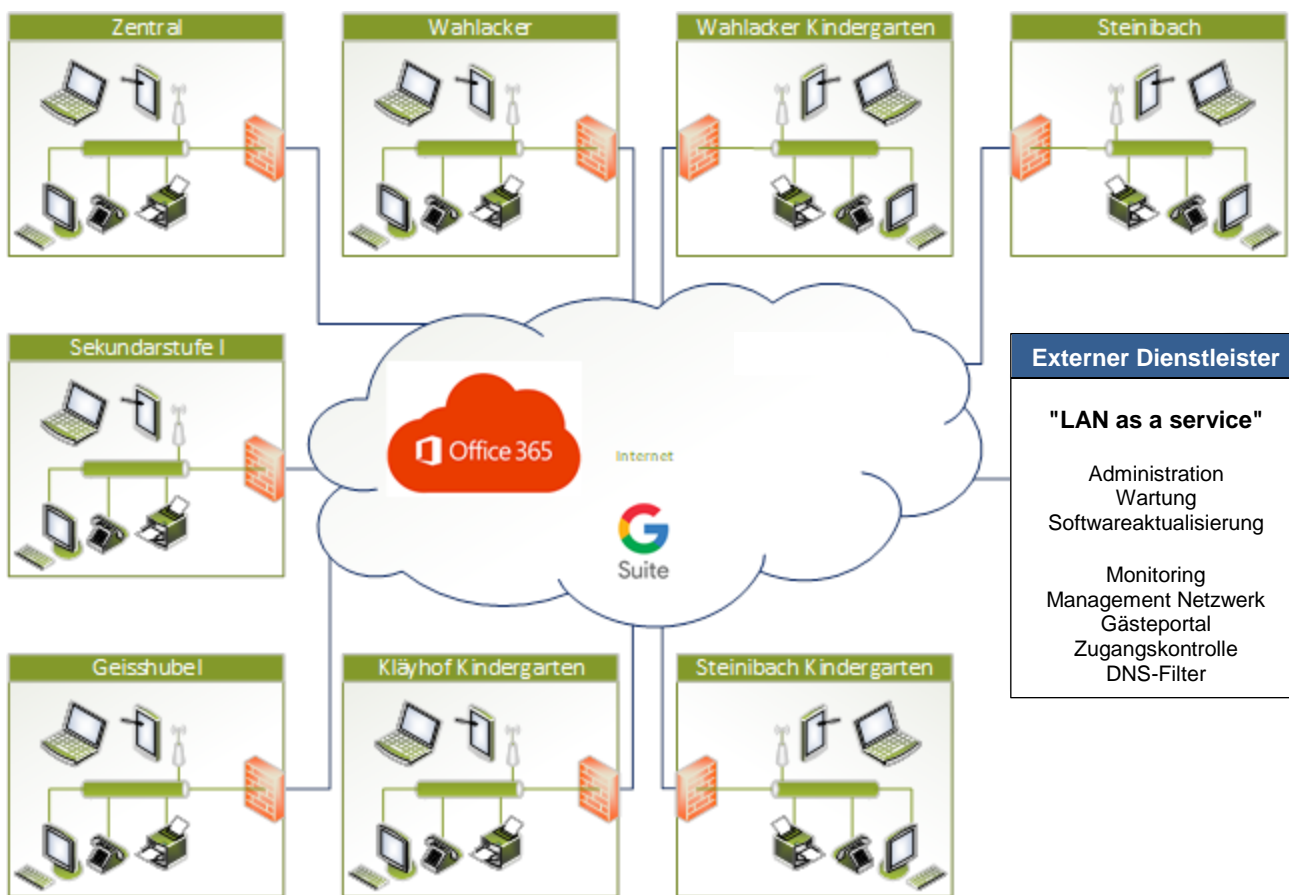 Zentral
Wahlacker
Wahlacker Kindergarten
Steinibach
Sekundarstufe I
Office 365
Internet
G
Suite
Externer Dienstleister
"LAN as a service"
Administration
Wartung
Softwareaktualisierung
Monitoring
Management Netzwerk
Gästeportal
Zugangskontrolle
DNS-Filter
Geisshubel
Kläyhof Kindergarten
Steinibach Kindergarten